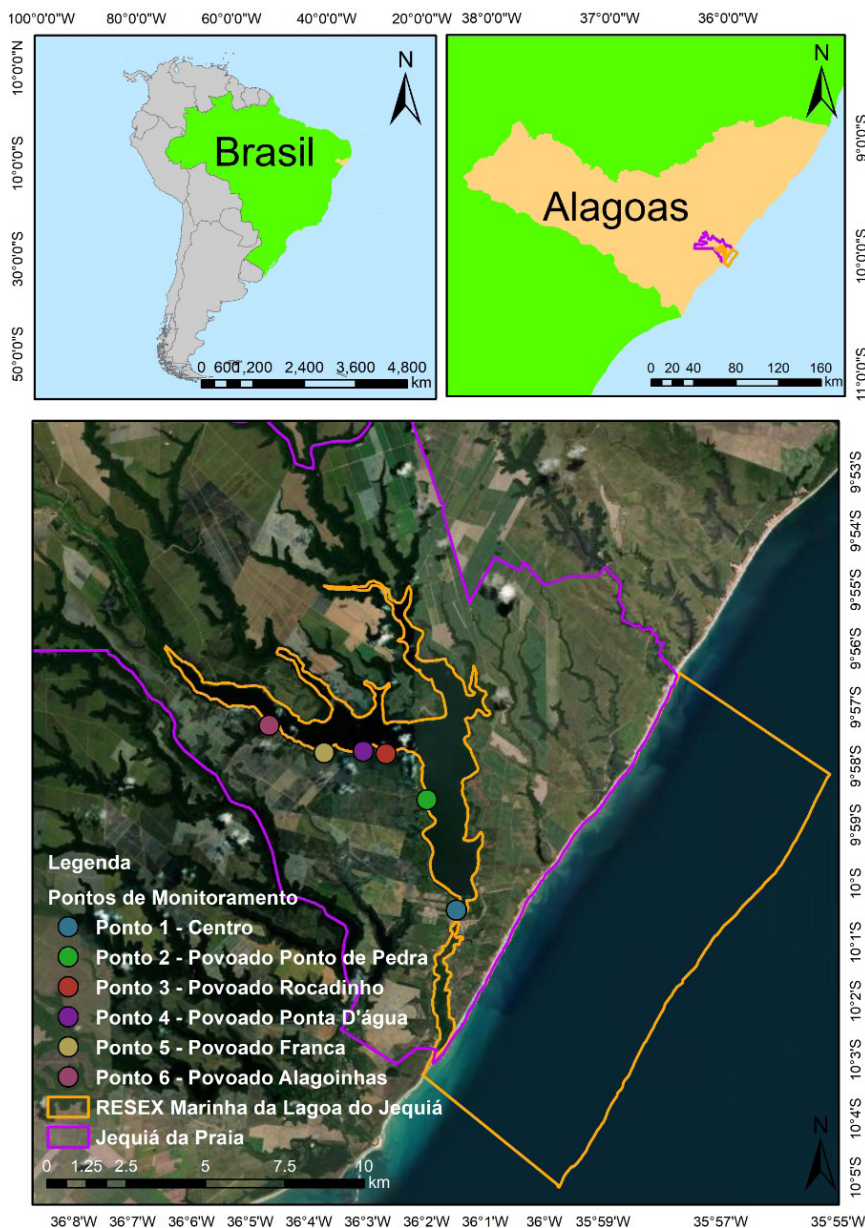 100°0'0"W 80°0'0"W 60°0'0"W 40°0'0"W 20°0'0"W
38°0'0"W 37°0'0"W 36°0'0"W
10°0'0"N
10°0'0"S
30°0'0"S
50°0'0"S
N
Brasil
0 600 1,200 2,400 3,600 4,800
km
N
Alagoas
9°0'0"S
10°0'0"S
11°0'0"S
0 20 40 80 120 160
km
9°53'S
9°54'S
9°55'S
9°56'S
9°57'S
9°58'S
9°59'S
10°S
10°1'S
10°2'S
10°3'S
10°4'S
10°5'S
Legenda
Pontos de Monitoramento
Ponto 1 - Centro
Ponto 2 - Povoado Ponto de Pedra
Ponto 3 - Povoado Rocadinho
Ponto 4 - Povoado Ponta D'água
Ponto 5 - Povoado Franca
Ponto 6 - Povoado Alagoinhas
RESEX Marinha da Lagoa do Jequiá
Jequiá da Praia
0 1.25 2.5 5 7.5 10
km
N
36°8'W 36°6'W 36°5'W 36°4'W 36°2'W 36°1'W 35°59'W 35°57'W 35°55'W